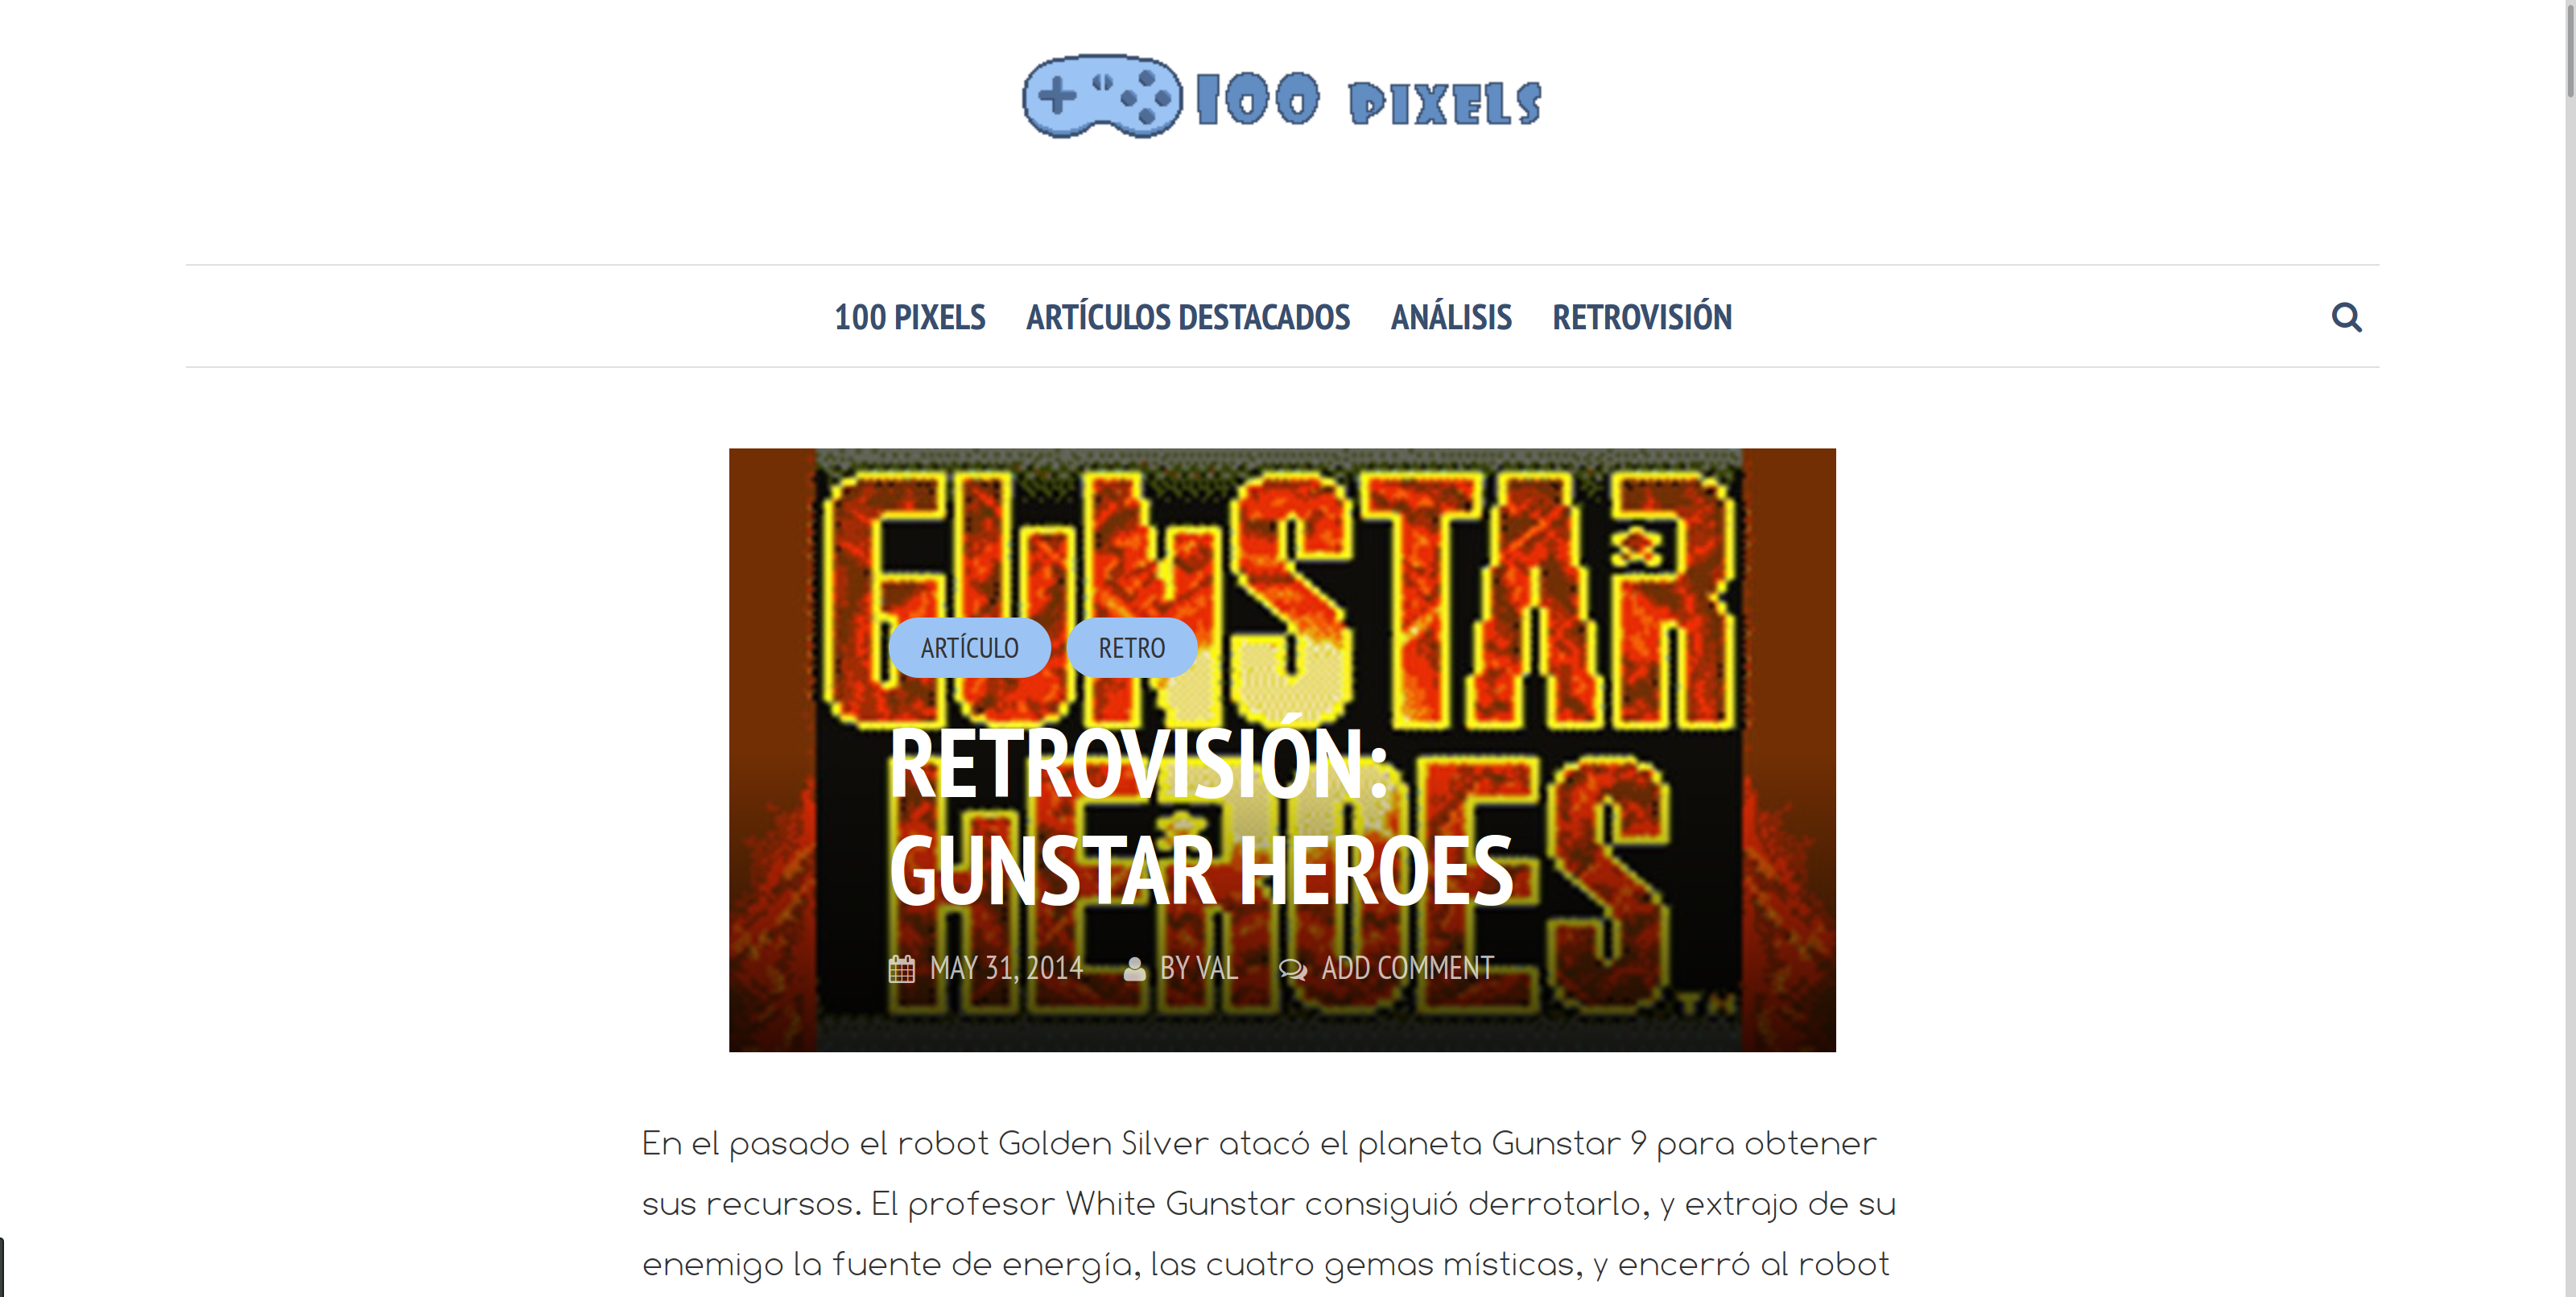 100 PIXELS
100 PIXELS ARTÍCULOS DESTACADOS ANÁLISIS RETROVISIÓN
GUNSTAR
HEROES
TM
ARTÍCULO RETRO
RETROVISIÓN:
GUNSTAR HEROES
MAY 31, 2014 BY VAL ADD COMMENT
En el pasado el robot Golden Silver atacó el planeta Gunstar 9 para obtener
sus recursos. El profesor White Gunstar consiguió derrotarlo, y extrajo de su
enemigo la fuente de energía, las cuatro gemas místicas, y encerró al robot